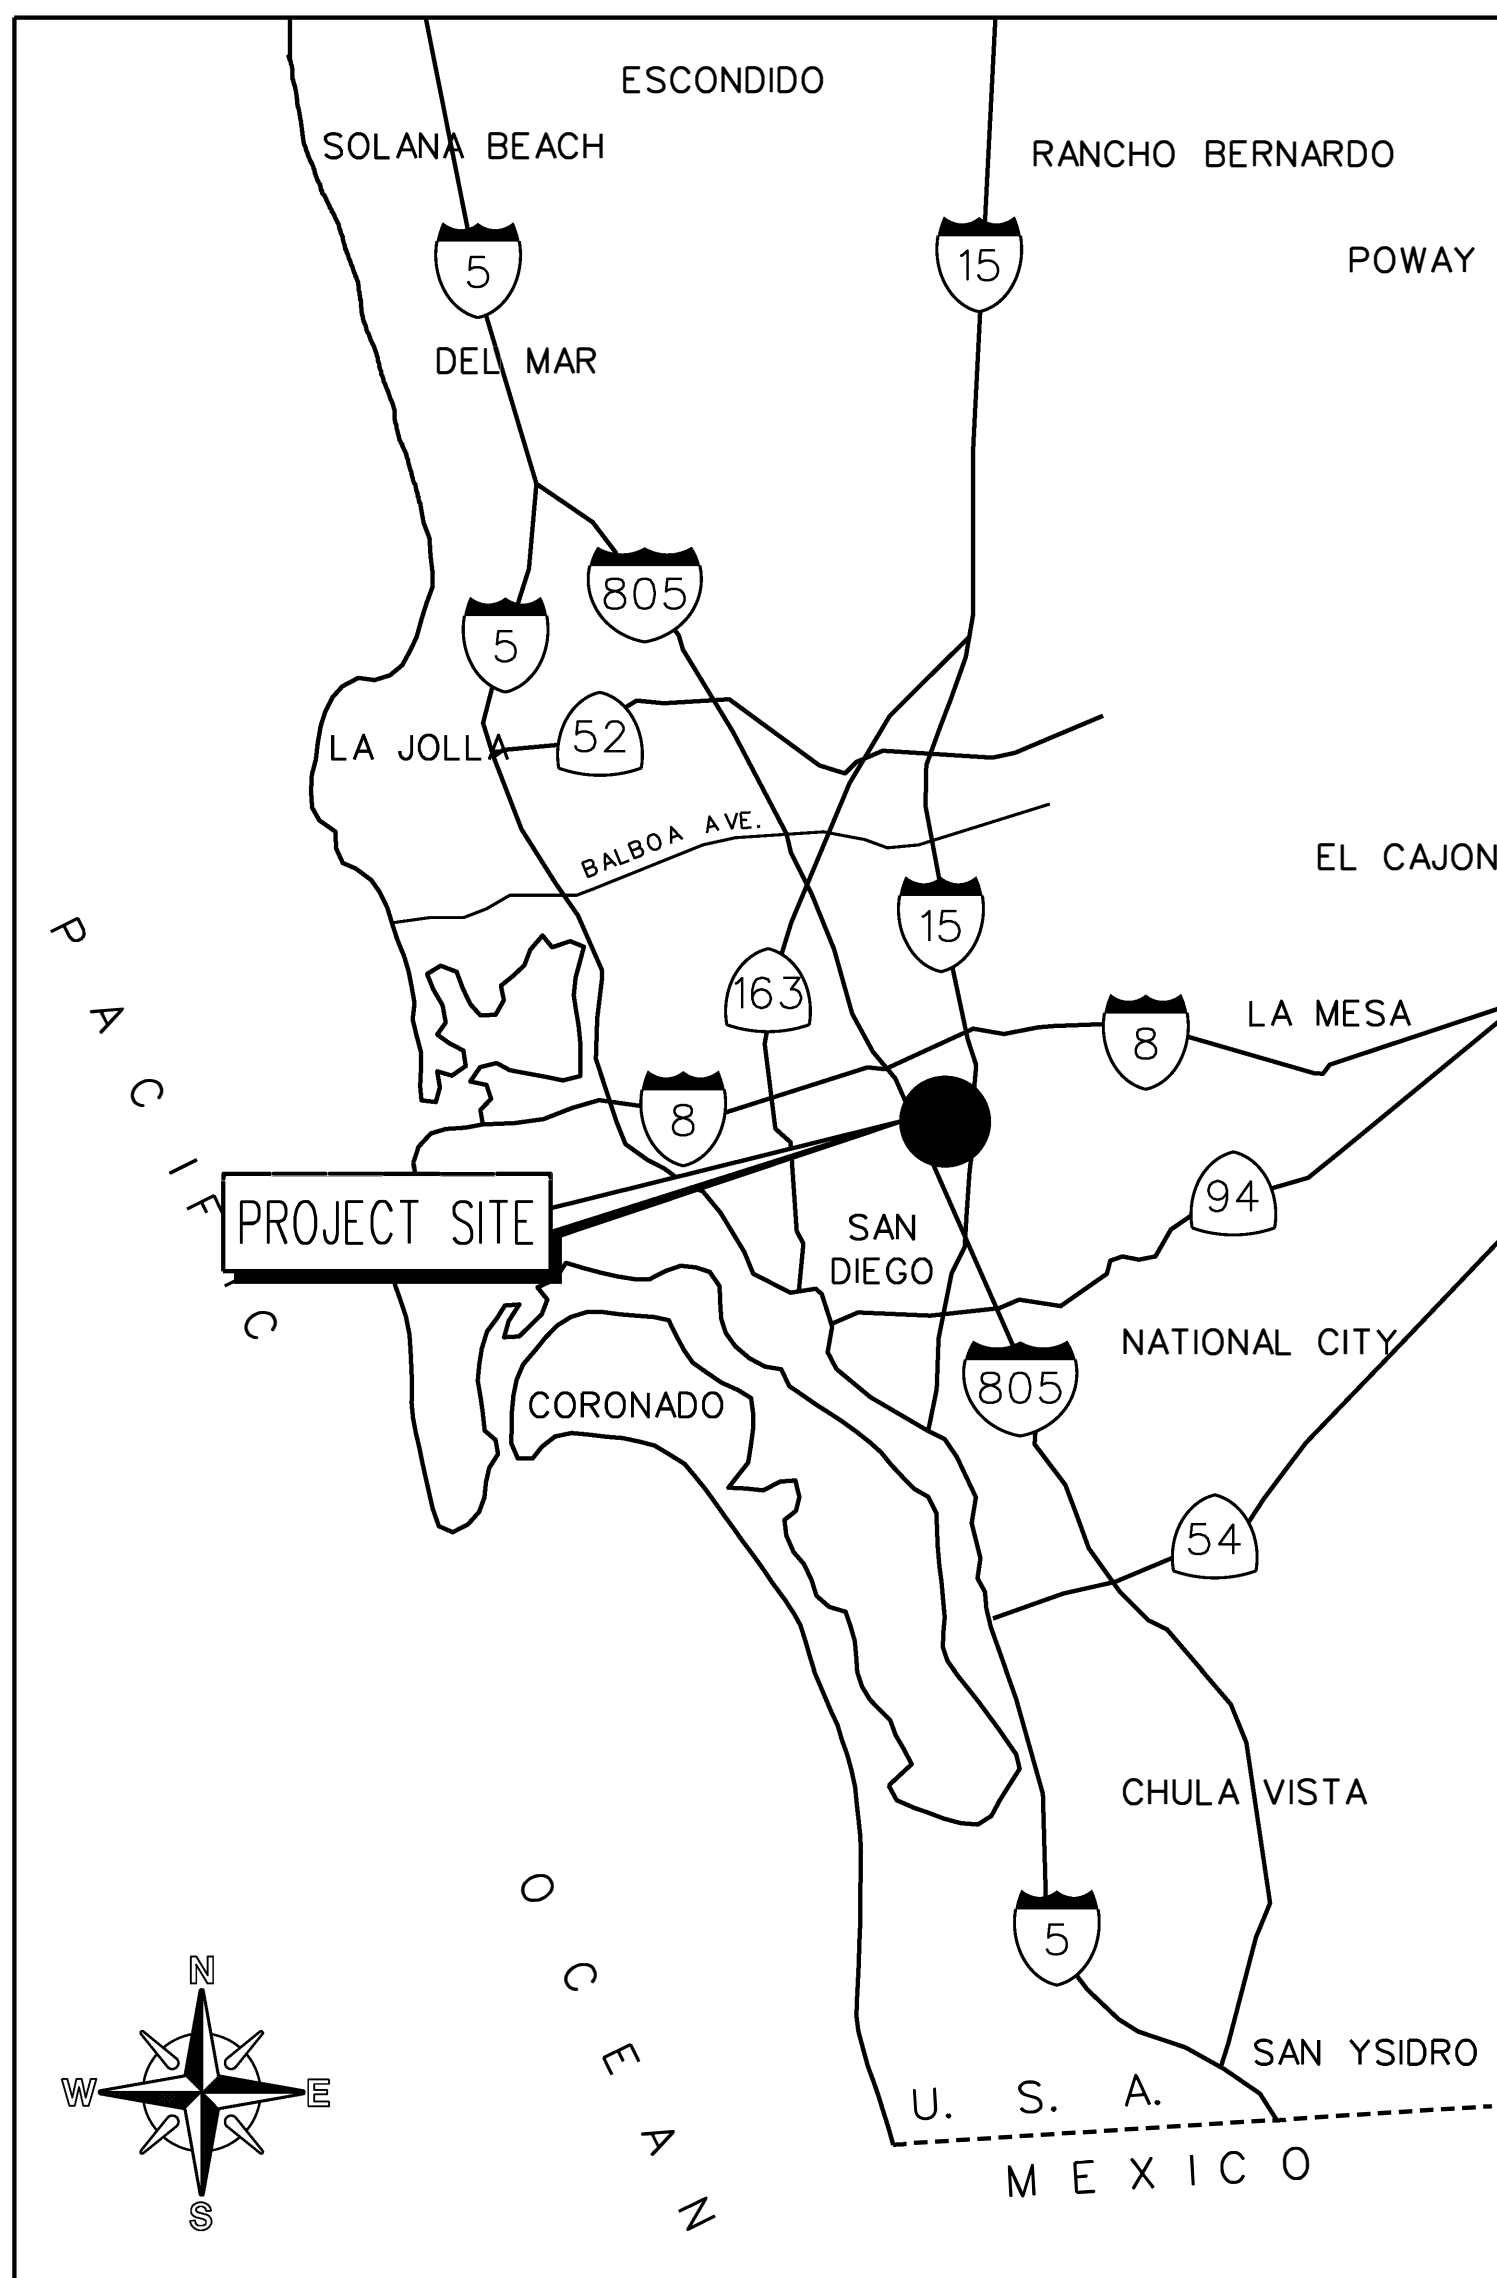 ESCONDIDO
SOLANA BEACH
RANCHO BERNARDO
5
15
POWAY
DEL MAR
805
5
52
LA JOLLA
BALBOA AVE.
EL CAJON
15
163
LA MESA
8
8
PACIFIC
94
PROJECT SITE
SAN
DIEGO
NATIONAL CITY
805
CORONADO
54
CHULA VISTA
OCEAN
5
N
W E
S
SAN YSIDRO
U. S. A.
MEXICO